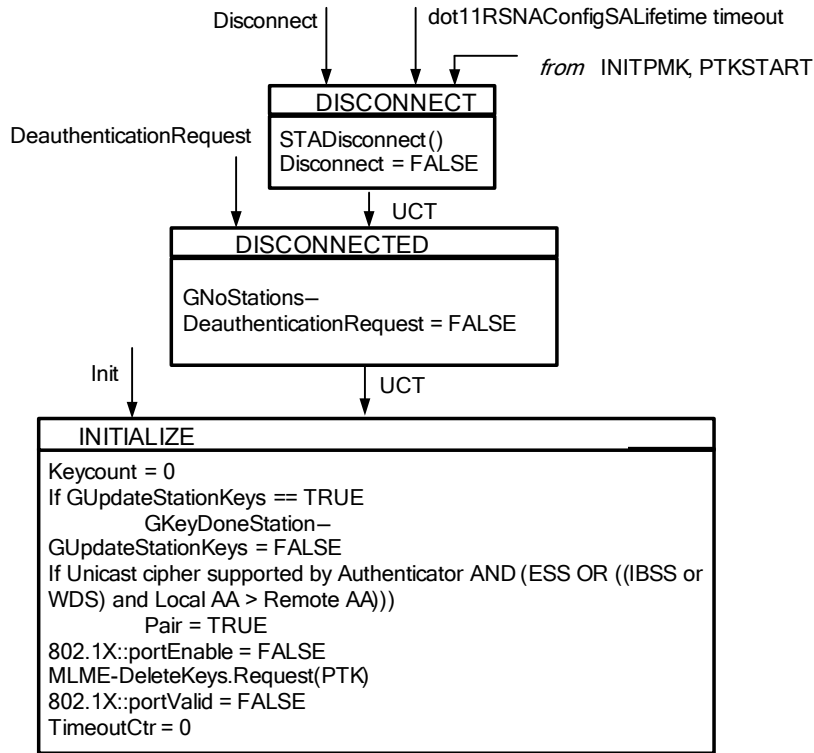 Disconnect
dot11RSNAConfigSALifetime timeout
from INITPMK, PTKSTART
DISCONNECT
DeauthenticationRequest
STADisconnect()
Disconnect = FALSE
UCT
DISCONNECTED
GNoStations–
DeauthenticationRequest = FALSE
Init
UCT
INITIALIZE
Keycount = 0
If GUpdateStationKeys == TRUE
GKeyDoneStation–
GUpdateStationKeys = FALSE
If Unicast cipher supported by Authenticator AND (ESS OR ((IBSS or
WDS) and Local AA > Remote AA)))
Pair = TRUE
802.1X::portEnable = FALSE
MLME-DeleteKeys.Request(PTK)
802.1X::portValid = FALSE
TimeoutCtr = 0